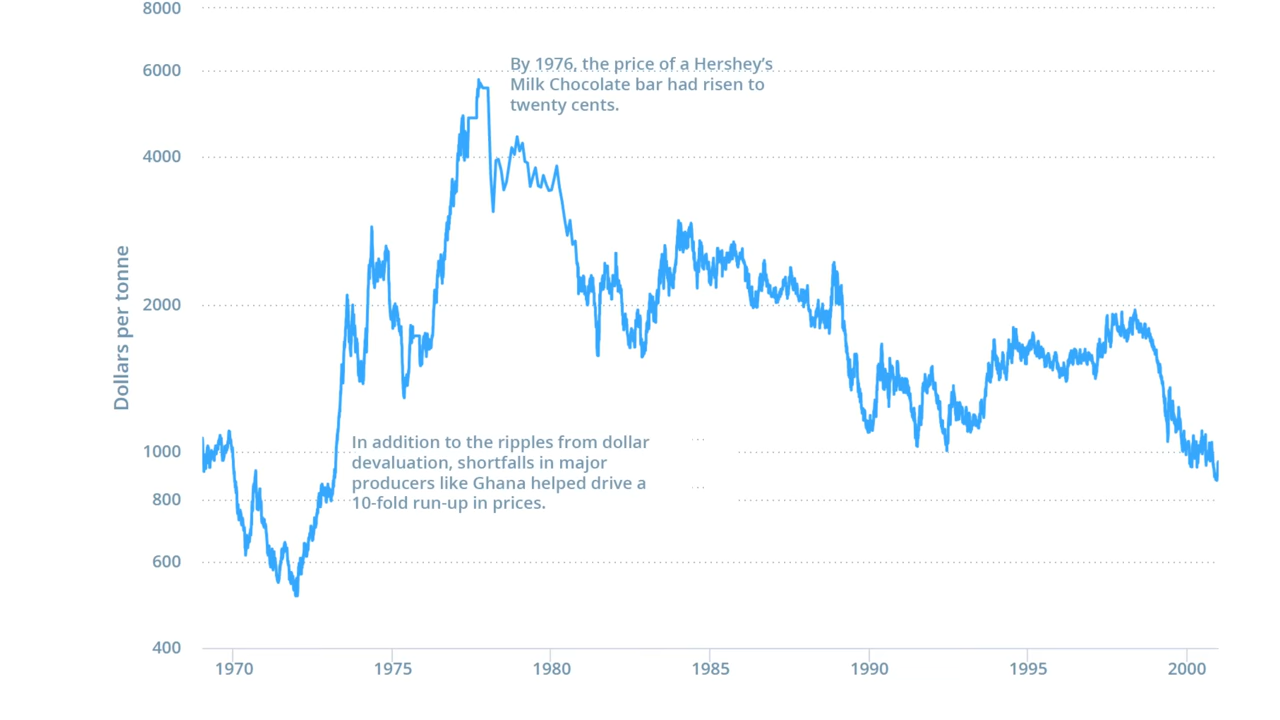 8000
6000
4000
2000
1000
800
600
400
Dollars per tonne
By 1976, the price of a Hershey’s
Milk Chocolate bar had risen to
twenty cents.
In addition to the ripples from dollar
devaluation, shortfalls in major
producers like Ghana helped drive a
10-fold run-up in prices.
1970 1975 1980 1985 1990 1995 2000